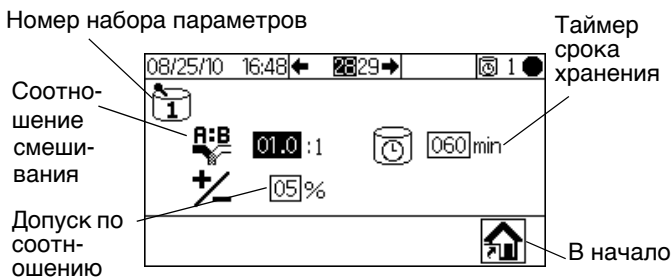 Номер набора параметров
Таймер
срока
хранения
08/25/10 16:48 28 29 1
1
Соотно-
шение
смеши-
вания
A:B
01.0 :1
060 min
05 %
Допуск по
соотн-
ошению
В начало